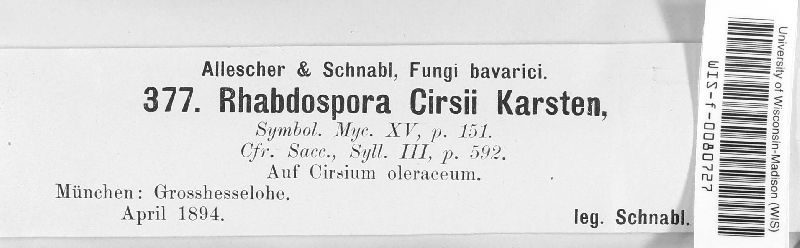 Allescher & Schnabl, Fungi bavarici.
377. Rhabdospora Cirsii Karsten,
Symbol. Myc. XV, p. 151.
Cfr. Sacc., Syll. III, p. 592.
Auf Cirsium oleraceum.
München: Grosshesselohe.
April 1894.
leg. Schnabl.
University of Wisconsin-Madison (WIS)
WIS-f-0080727